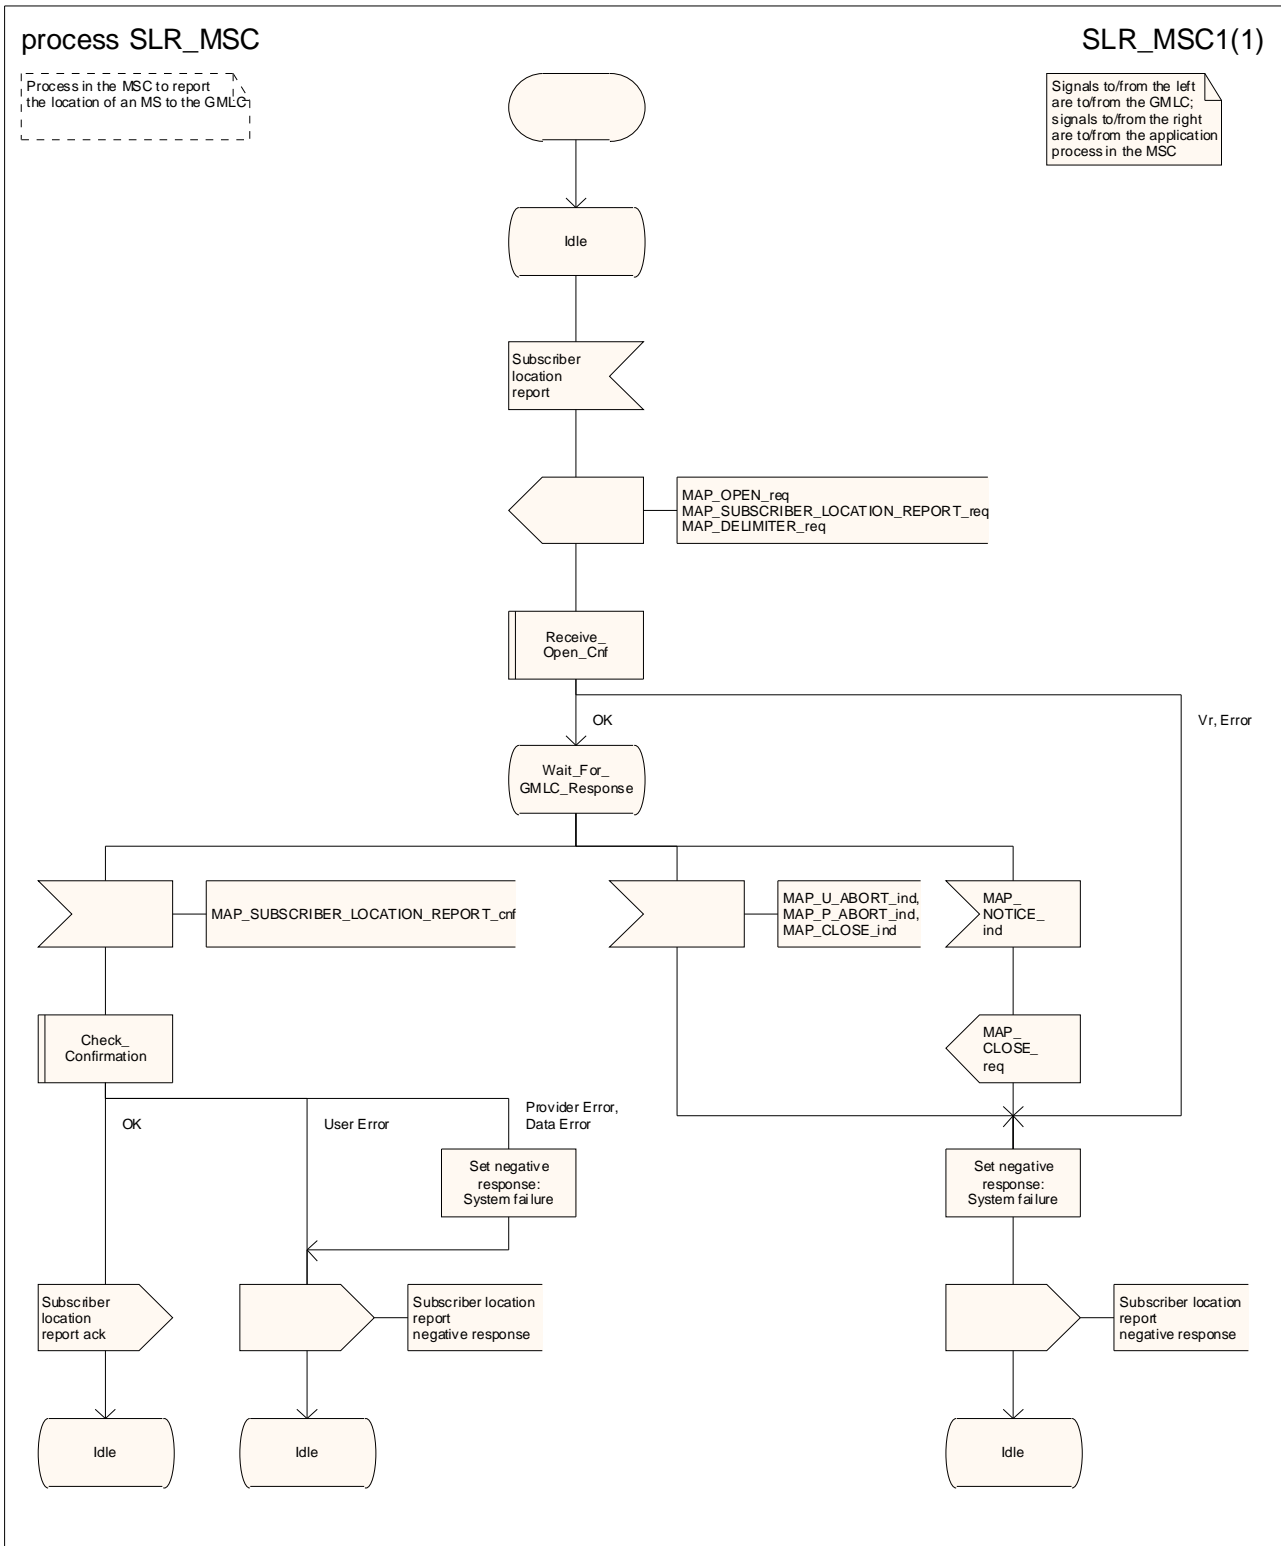 process SLR_MSC
SLR_MSC1(1)
Process in the MSC to report
the location of an MS to the GMLC
Signals to/from the left
are to/from the GMLC;
signals to/from the right
are to/from the application
process in the MSC
Idle
Subscriber
location
report
MAP_OPEN_req
MAP_SUBSCRIBER_LOCATION_REPORT_req
MAP_DELIMITER_req
Receive_
Open_Cnf
OK
Vr, Error
Wait_For_
GMLC_Response
MAP_SUBSCRIBER_LOCATION_REPORT_cnf
MAP_U_ABORT_ind,
MAP_P_ABORT_ind,
MAP_CLOSE_ind
MAP_
NOTICE_
ind
Check_
Confirmation
MAP_
CLOSE_
req
OK
User Error
Provider Error,
Data Error
Set negative
response:
System failure
Set negative
response:
System failure
Subscriber
location
report ack
Subscriber location
report
negative response
Subscriber location
report
negative response
Idle
Idle
Idle